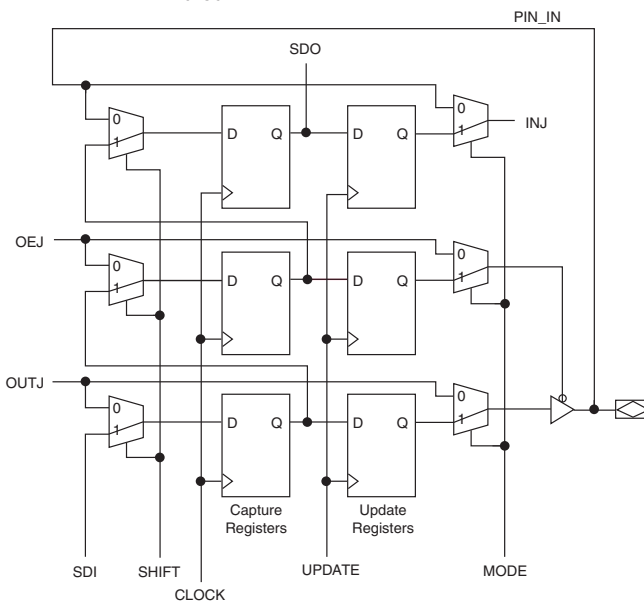 PIN_IN
SDO
0
1
D Q
D Q
0
1
INJ
OEJ
0
1
D Q
D Q
0
1
OUTJ
0
1
D Q
D Q
0
1
Capture
Registers
Update
Registers
SDI
SHIFT
CLOCK
UPDATE
MODE